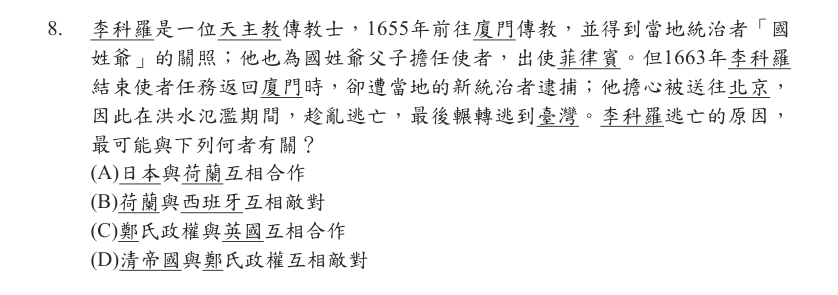 8. 李科羅是一位天主教傳教士，1655年前往廈門傳教，並得到當地統治者「國
姓爺」的關照；他也為國姓爺父子擔任使者，出使菲律賓。但1663年李科羅
結束使者任務返回廈門時，卻遭當地的新統治者逮捕；他擔心被送往北京，
因此在洪水氾濫期間，趁亂逃亡，最後輾轉逃到臺灣。李科羅逃亡的原因，
最可能與下列何者有關？
(A)日本與荷蘭互相合作
(B)荷蘭與西班牙互相敵對
(C)鄭氏政權與英國互相合作
(D)清帝國與鄭氏政權互相敵對